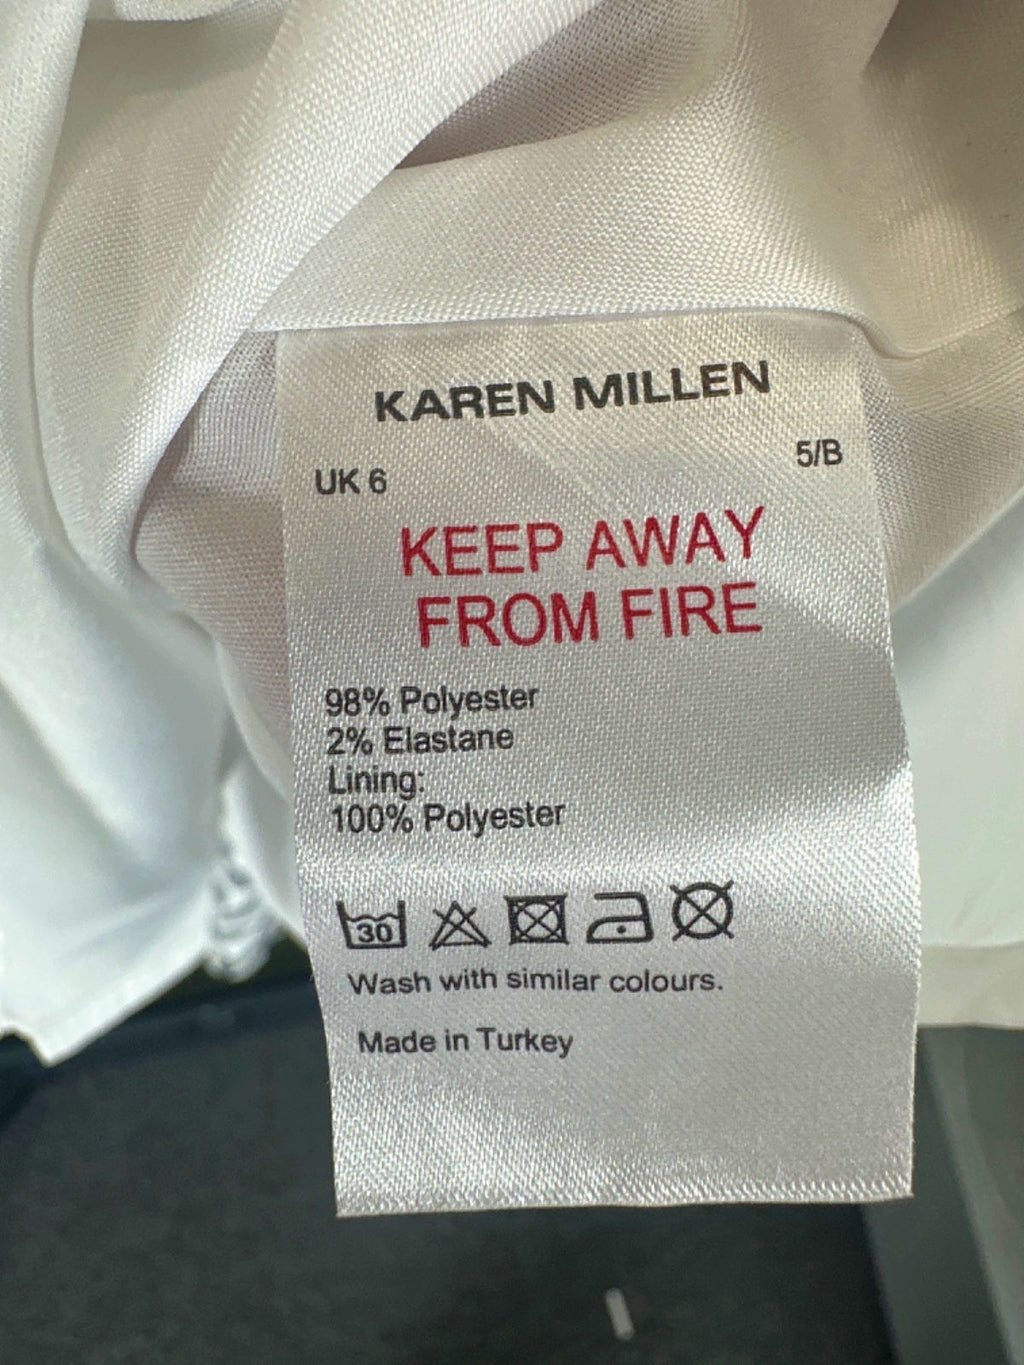 KAREN MILLEN
UK 6 5/B
KEEP AWAY
FROM FIRE
98% Polyester
2% Elastane
Lining:
100% Polyester
30
Wash with similar colours.
Made in Turkey